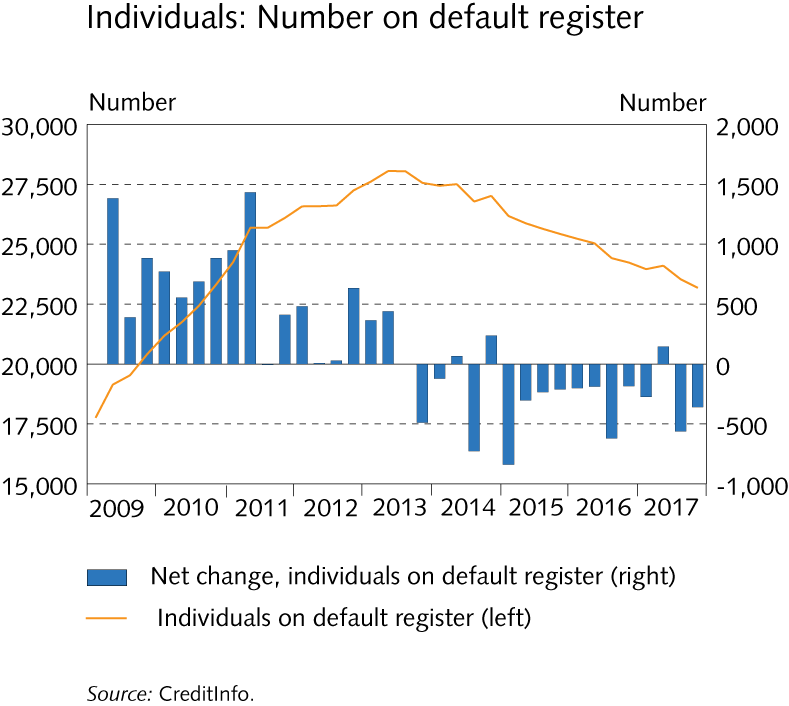 Individuals: Number on default register
Number Number
30,000 2,000
27,500 1,500
25,000 1,000
22,500 500
20,000 0
17,500 -500
15,000 -1,000
2009 2010 2011 2012 2013 2014 2015 2016 2017
Net change, individuals on default register (right)
Individuals on default register (left)
Source: CreditInfo.